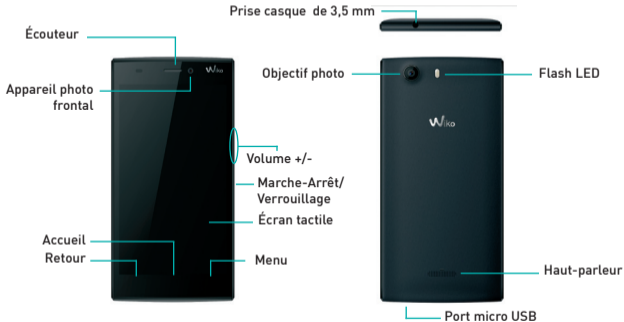 Prise casque de 3,5 mm
Écouteur
Appareil photo
frontal
Wiko
Objectif photo
Flash LED
Wiko
Volume +/-
Marche-Arrêt/
Verrouillage
Écran tactile
Accueil
Retour
Menu
Haut-parleur
Port micro USB